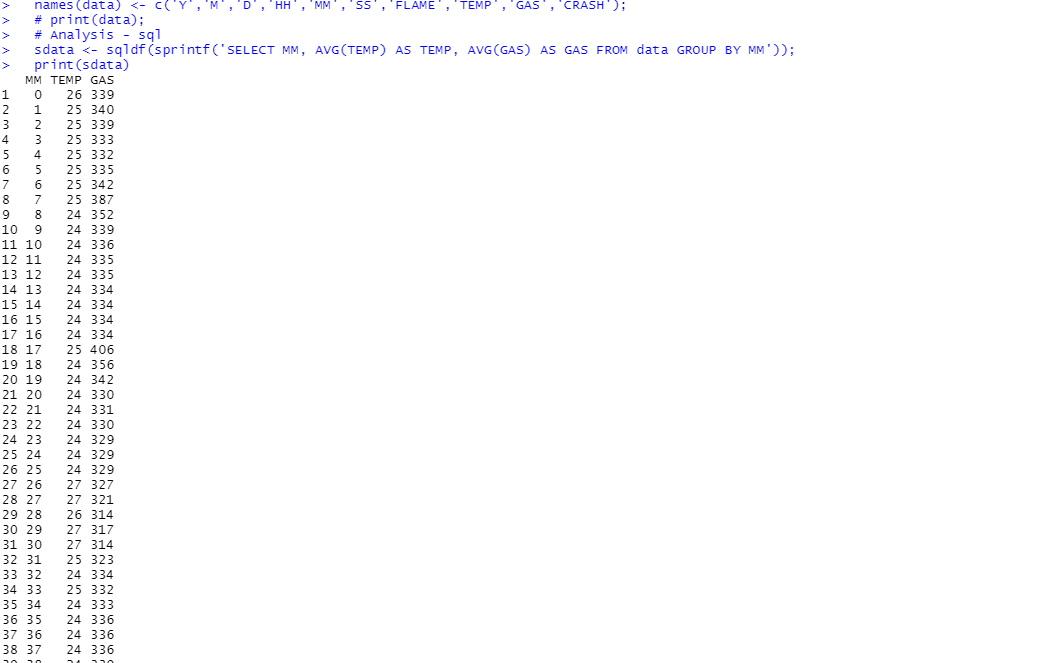 > names(data) <- c('Y','M','D','HH','MM','SS','FLAME','TEMP','GAS','CRASH');
> # print(data);
> # Analysis - sql
> sdata <- sqldf(sprintf('SELECT MM, AVG(TEMP) AS TEMP, AVG(GAS) AS GAS FROM data GROUP BY MM'));
> print(sdata)
MM TEMP GAS
1 0 26 339
2 1 25 340
3 2 25 339
4 3 25 333
5 4 25 332
6 5 25 335
7 6 25 342
8 7 25 387
9 8 24 352
10 9 24 339
11 10 24 336
12 11 24 335
13 12 24 335
14 13 24 334
15 14 24 334
16 15 24 334
17 16 24 334
18 17 25 406
19 18 24 356
20 19 24 342
21 20 24 330
22 21 24 331
23 22 24 330
24 23 24 329
25 24 24 329
26 25 24 329
27 26 27 327
28 27 27 321
29 28 26 314
30 29 27 317
31 30 27 314
32 31 25 323
33 32 24 334
34 33 25 332
35 34 24 333
36 35 24 336
37 36 24 336
38 37 24 336